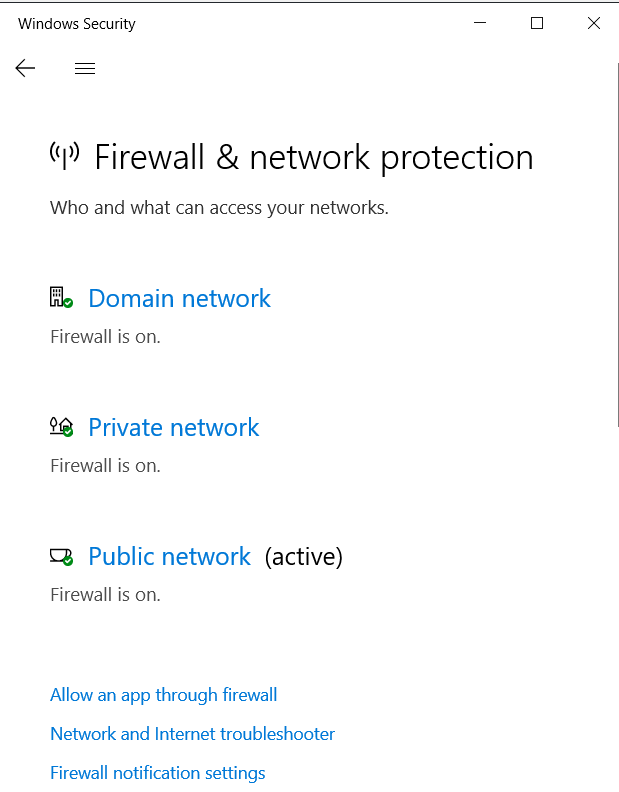 Windows Security
Firewall & network protection
Who and what can access your networks.
Domain network
Firewall is on.
Private network
Firewall is on.
Public network (active)
Firewall is on.
Allow an app through firewall
Network and Internet troubleshooter
Firewall notification settings